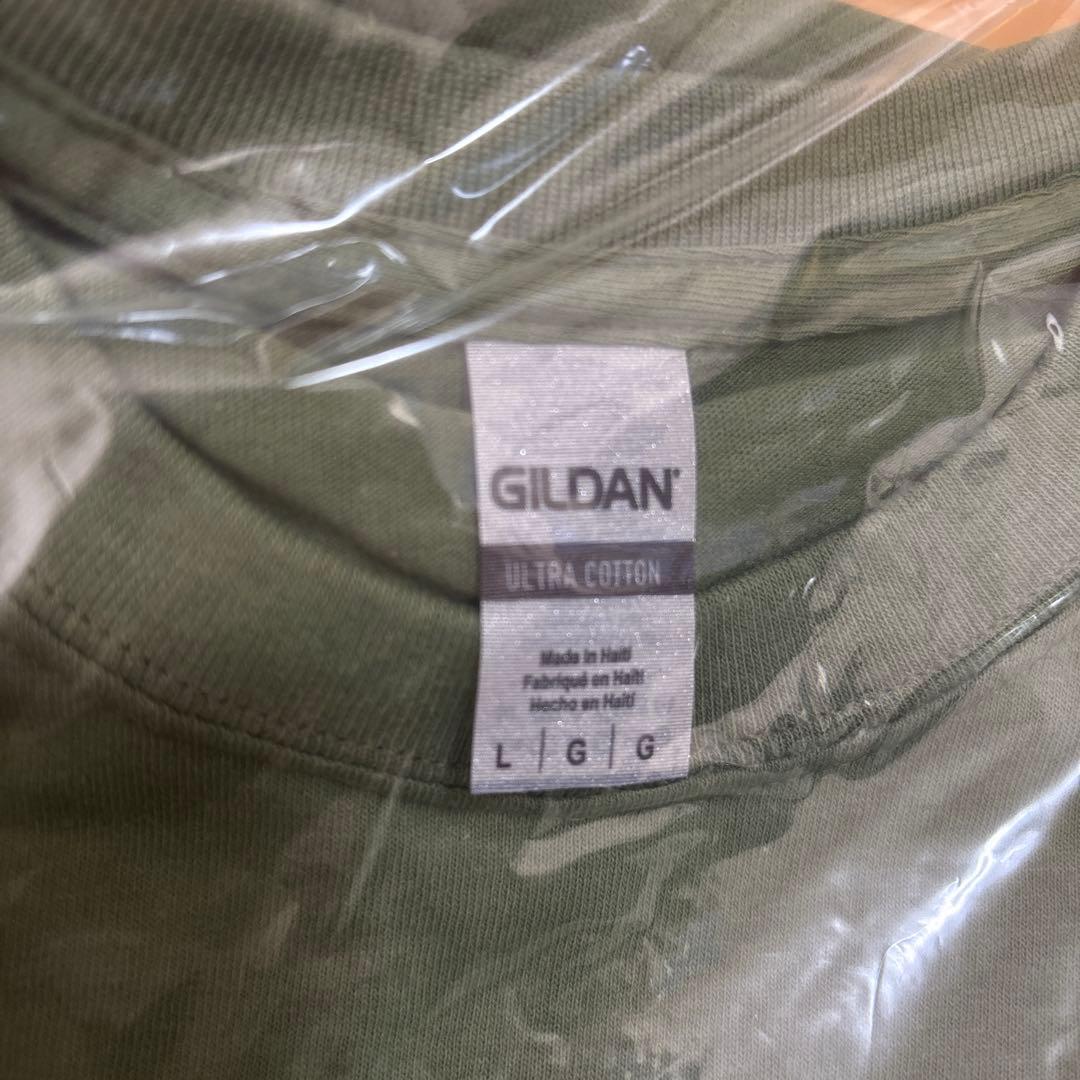 GILDAN®
ULTRA COTTON
Made in Haiti
Fabriqué en Haïti
Hecho en Haití
L | G | G